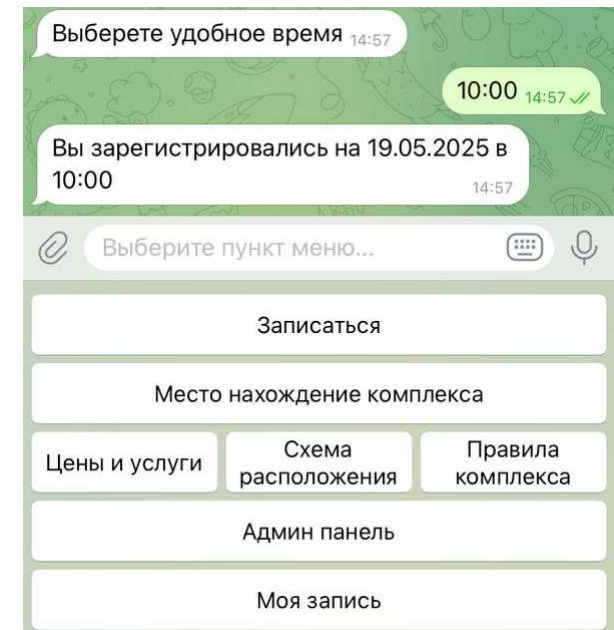 Выберете удобное время 14:57
10:00 14:57
Вы зарегистрировались на 19.05.2025 в
10:00 14:57
Выберите пункт меню...
Записаться
Место нахождение комплекса
Цены и услуги
Схема
расположения
Правила
комплекса
Админ панель
Моя запись